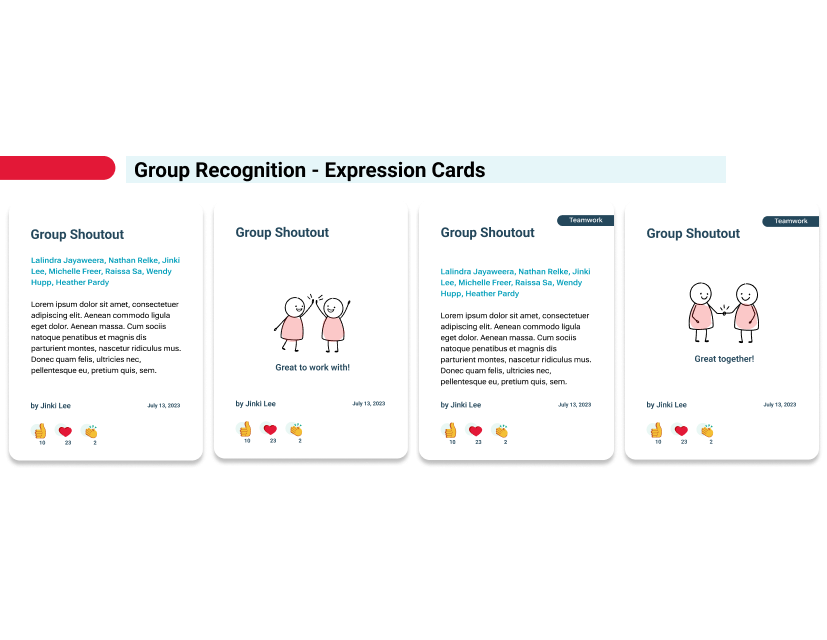 Group Recognition - Expression Cards
Group Shoutout
Lalindra Jayaweera, Nathan Relke, Jinki
Lee, Michelle Freer, Raissa Sa, Wendy
Hupp, Heather Pardy
Lorem ipsum dolor sit amet, consectetuer
adipiscing elit. Aenean commodo ligula
eget dolor. Aenean massa. Cum sociis
natoque penatibus et magnis dis
parturient montes, nascetur ridiculus mus.
Donec quam felis, ultricies nec,
pellentesque eu, pretium quis, sem.
by Jinki Lee
July 13, 2023
10 23 2
Group Shoutout
Great to work with!
by Jinki Lee
July 13, 2023
10 23 2
Teamwork
Group Shoutout
Lalindra Jayaweera, Nathan Relke, Jinki
Lee, Michelle Freer, Raissa Sa, Wendy
Hupp, Heather Pardy
Lorem ipsum dolor sit amet, consectetuer
adipiscing elit. Aenean commodo ligula
eget dolor. Aenean massa. Cum sociis
natoque penatibus et magnis dis
parturient montes, nascetur ridiculus mus.
Donec quam felis, ultricies nec,
pellentesque eu, pretium quis, sem.
by Jinki Lee
July 13, 2023
10 23 2
Teamwork
Group Shoutout
Great together!
by Jinki Lee
July 13, 2023
10 23 2